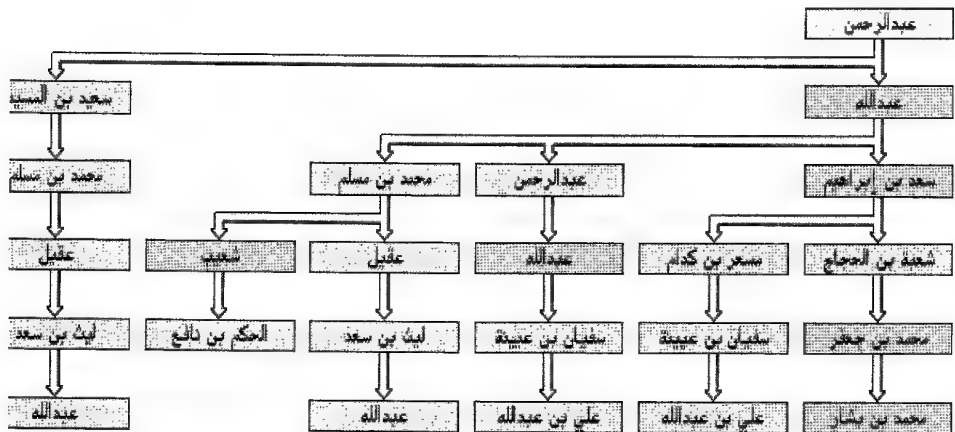 عبدالرحمن
عبدالله
سعيد بن المسيب
سعد بن إبراهيم
عبدالرحمن
محمد بن مسلم
محمد بن مسلم
شعبة بن الحجاج
مسعر بن كدام
عبدالله
عقيل
شعيب
عقيل
محمد بن جعفر
سفيان بن عيينة
سفيان بن عيينة
ليث بن سعد
الحكم بن نافع
ليث بن سعد
محمد بن بشار
علي بن عبدالله
علي بن عبدالله
عبدالله
عبدالله